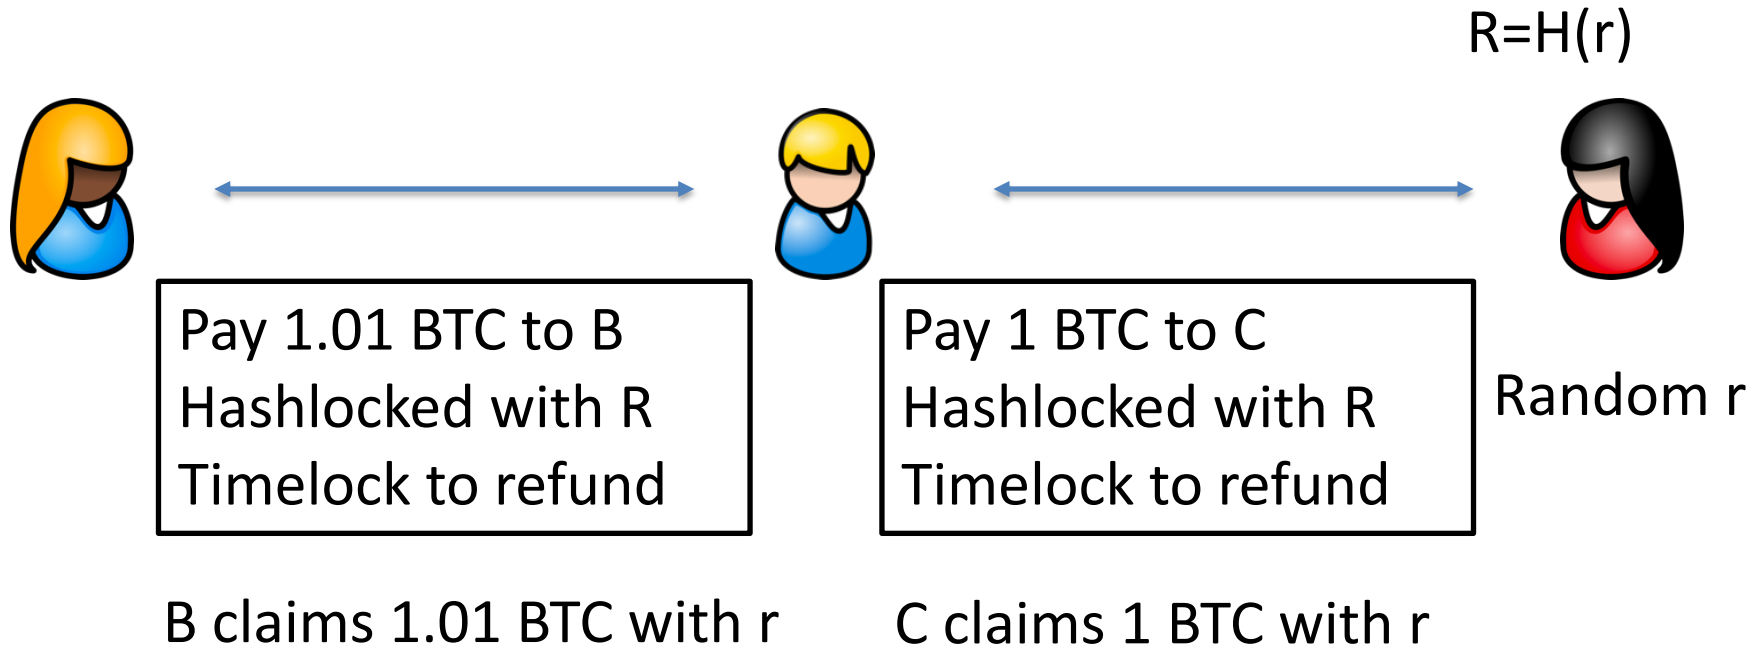 R=H(r)
Pay 1.01 BTC to B
Hashlocked with R
Timelock to refund
Pay 1 BTC to C
Hashlocked with R
Timelock to refund
Random r
B claims 1.01 BTC with r
C claims 1 BTC with r